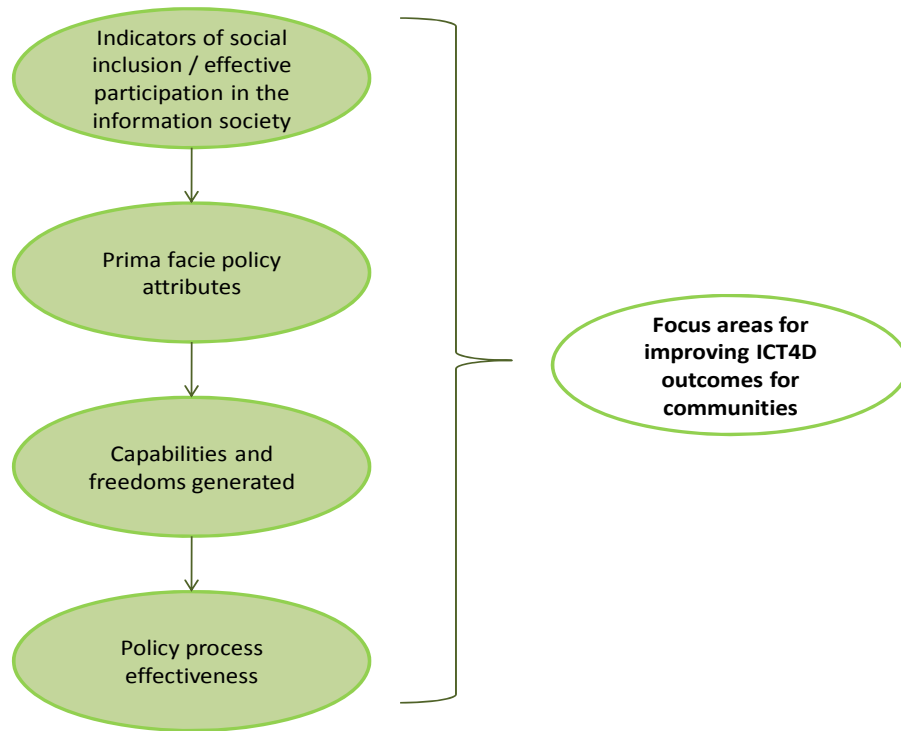 Indicators of social
inclusion / effective
participation in the
information society
Prima facie policy
attributes
Capabilities and
freedoms generated
Policy process
effectiveness
Focus areas for
improving ICT4D
outcomes for
communities